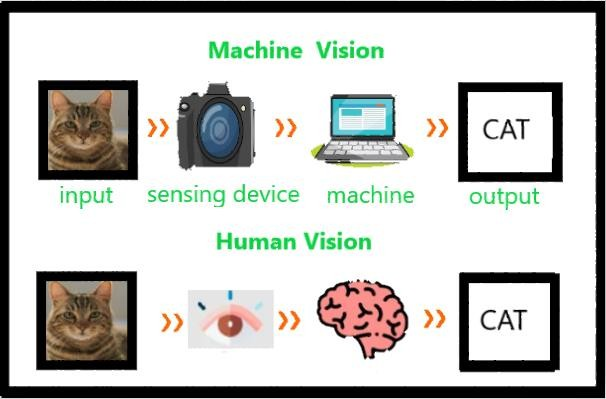 Machine Vision
CAT
input sensing device machine output
Human Vision
CAT